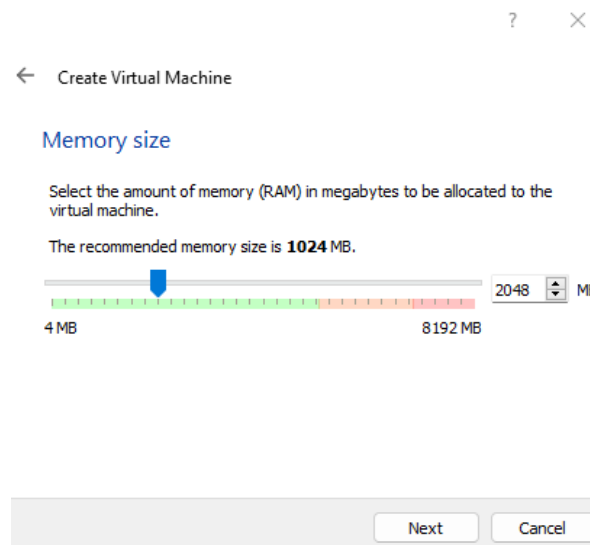 ?
Create Virtual Machine
Memory size
Select the amount of memory (RAM) in megabytes to be allocated to the
virtual machine.
The recommended memory size is 1024 MB.
2048
4 MB 8192 MB
Next Cancel